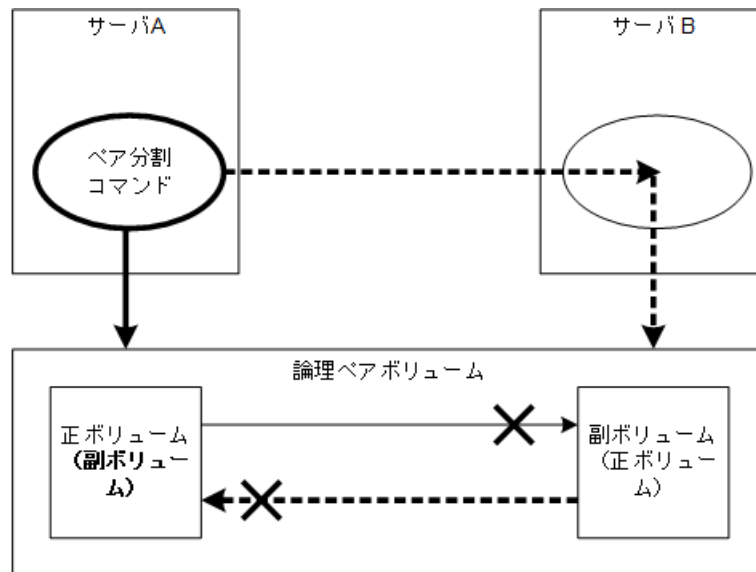 サーバA
サーバB
ペア分割
コマンド
論理ペアボリューム
正ボリューム
（副ボリュー
ム）
副ボリューム
（正ボリュー
ム）